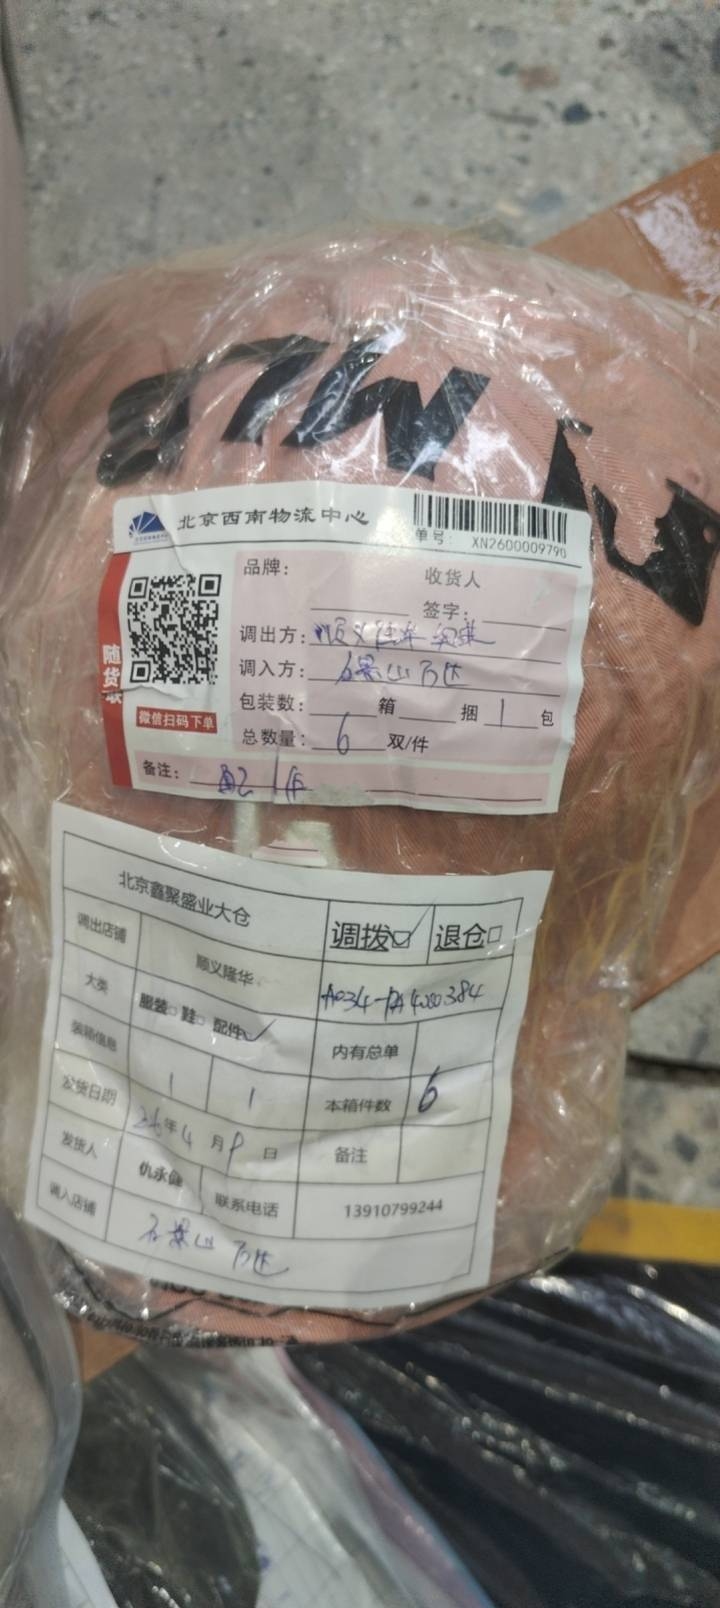 北京西南物流中心
单号: XN2600009790
品牌:
收货人
签字:
调出方: 顺义隆华
调入方: 石景山万达
包装数: 箱 捆 1 包
总数量: 6 双/件
备注: 配件
随货联
微信扫码下单
北京鑫聚盛业大仓 调拨☑ 退仓□
调出店铺 顺义隆华 A034-
大类 服装□ 鞋□ 配件✓ 内有总单
装箱信息 1 1 本箱件数 6
发货日期 26年4月9日 备注
发货人 仇永健 联系电话 13910799244
调入店铺 石景山万达